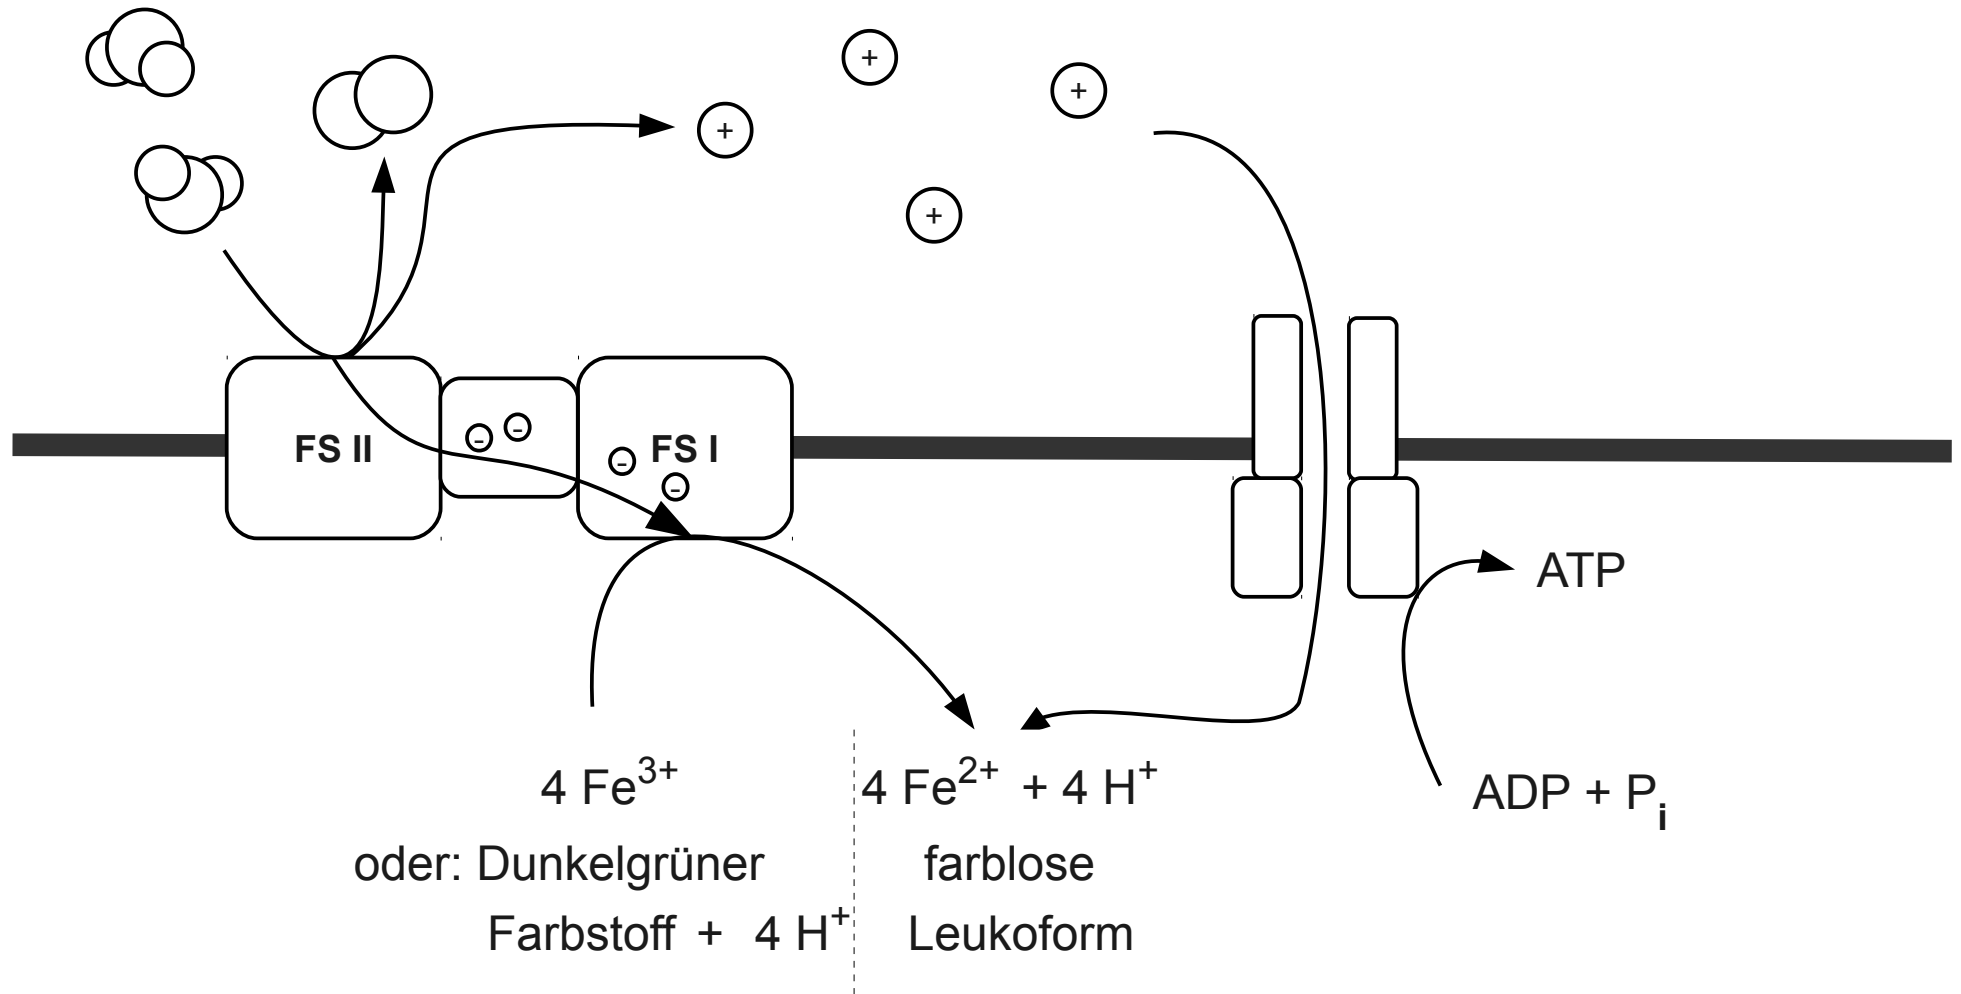 +
+
+
+
FS II
-
-
-
-
FS I
ATP
4 Fe³⁺
4 Fe²⁺ + 4 H⁺
ADP + Pᵢ
oder: Dunkelgrüner
farblose
Farbstoff + 4 H⁺
Leukoform